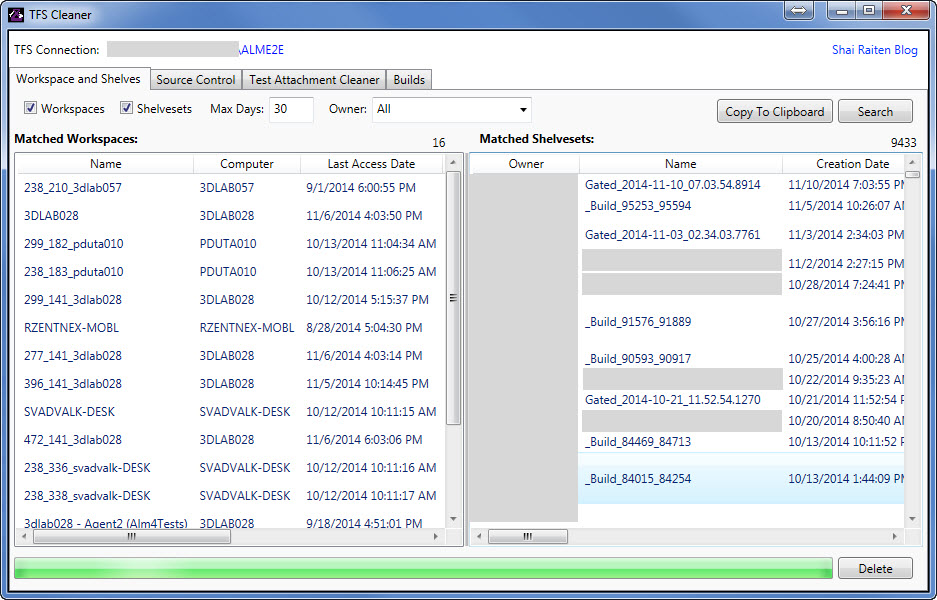 TFS Cleaner
TFS Connection: \ALME2E Shai Raiten Blog
Workspace and Shelves Source Control Test Attachment Cleaner Builds
Workspaces Shelvesets Max Days: 30 Owner: All Copy To Clipboard Search
Matched Workspaces: 16
Name Computer Last Access Date
238_210_3dlab057 3DLAB057 9/1/2014 6:00:55 PM
3DLAB028 3DLAB028 11/6/2014 4:03:50 PM
299_182_pduta010 PDUTA010 10/13/2014 11:04:34 AM
238_183_pduta010 PDUTA010 10/13/2014 11:06:25 AM
299_141_3dlab028 3DLAB028 10/12/2014 5:15:37 PM
RZENTNEX-MOBL RZENTNEX-MOBL 8/28/2014 5:04:30 PM
277_141_3dlab028 3DLAB028 11/6/2014 4:03:14 PM
396_141_3dlab028 3DLAB028 11/5/2014 10:14:45 PM
SVADVALK-DESK SVADVALK-DESK 10/12/2014 10:11:15 AM
472_141_3dlab028 3DLAB028 11/6/2014 6:03:06 PM
238_336_svadvalk-DESK SVADVALK-DESK 10/12/2014 10:11:16 AM
238_338_svadvalk-DESK SVADVALK-DESK 10/12/2014 10:11:17 AM
3dlab028 - Agent2 (Alm4Tests) 3DLAB028 9/18/2014 4:51:01 PM
Matched Shelvesets: 9433
Owner Name Creation Date
Gated_2014-11-10_07.03.54.8914 11/10/2014 7:03:55 PM
_Build_95253_95594 11/5/2014 10:26:07 AM
Gated_2014-11-03_02.34.03.7761 11/3/2014 2:34:03 PM
11/2/2014 2:27:15 PM
10/28/2014 7:24:41 PM
_Build_91576_91889 10/27/2014 3:56:16 PM
_Build_90593_90917 10/25/2014 4:00:28 AM
10/22/2014 9:35:23 AM
Gated_2014-10-21_11.52.54.1270 10/21/2014 11:52:54 P
10/20/2014 8:50:40 AM
_Build_84469_84713 10/13/2014 10:11:52 P
_Build_84015_84254 10/13/2014 1:44:09 PM
Delete